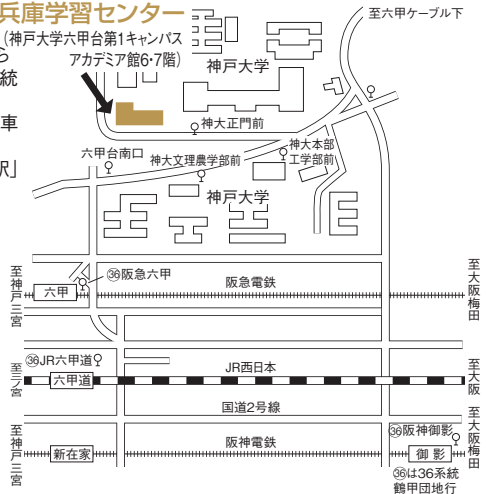 兵庫学習センター
(神戸大学六甲台第1キャンパス
アカデミア館6・7階)
ら
統
車
駅」
至六甲ケーブル下
神戸大学
神大正門前
六甲台南口
神大文理農学部前
神大本部
工学部前
神戸大学
㊱阪急六甲
至神戸三宮
六甲
阪急電鉄
至大阪梅田
㊱JR六甲道
JR西日本
至三ノ宮
六甲道
至大阪
国道2号線
㊱阪神御影
至神戸三宮
新在家
阪神電鉄
御影
至大阪梅田
㊱は36系統
鶴甲団地行